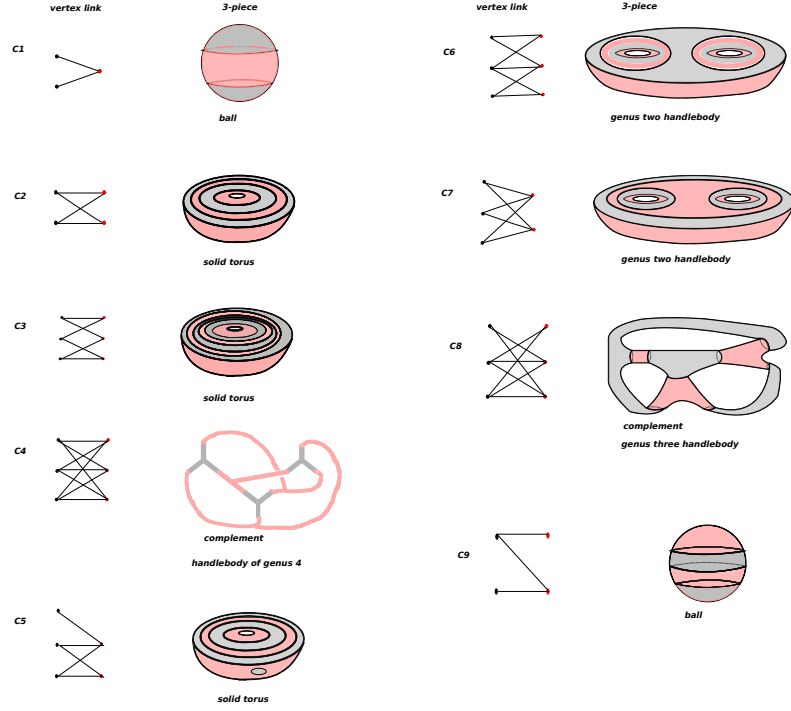 vertex link 3-piece
C1
ball
C2
solid torus
C3
solid torus
C4
complement
handlebody of genus 4
C5
solid torus
vertex link 3-piece
C6
genus two handlebody
C7
genus two handlebody
C8
complement
genus three handlebody
C9
ball